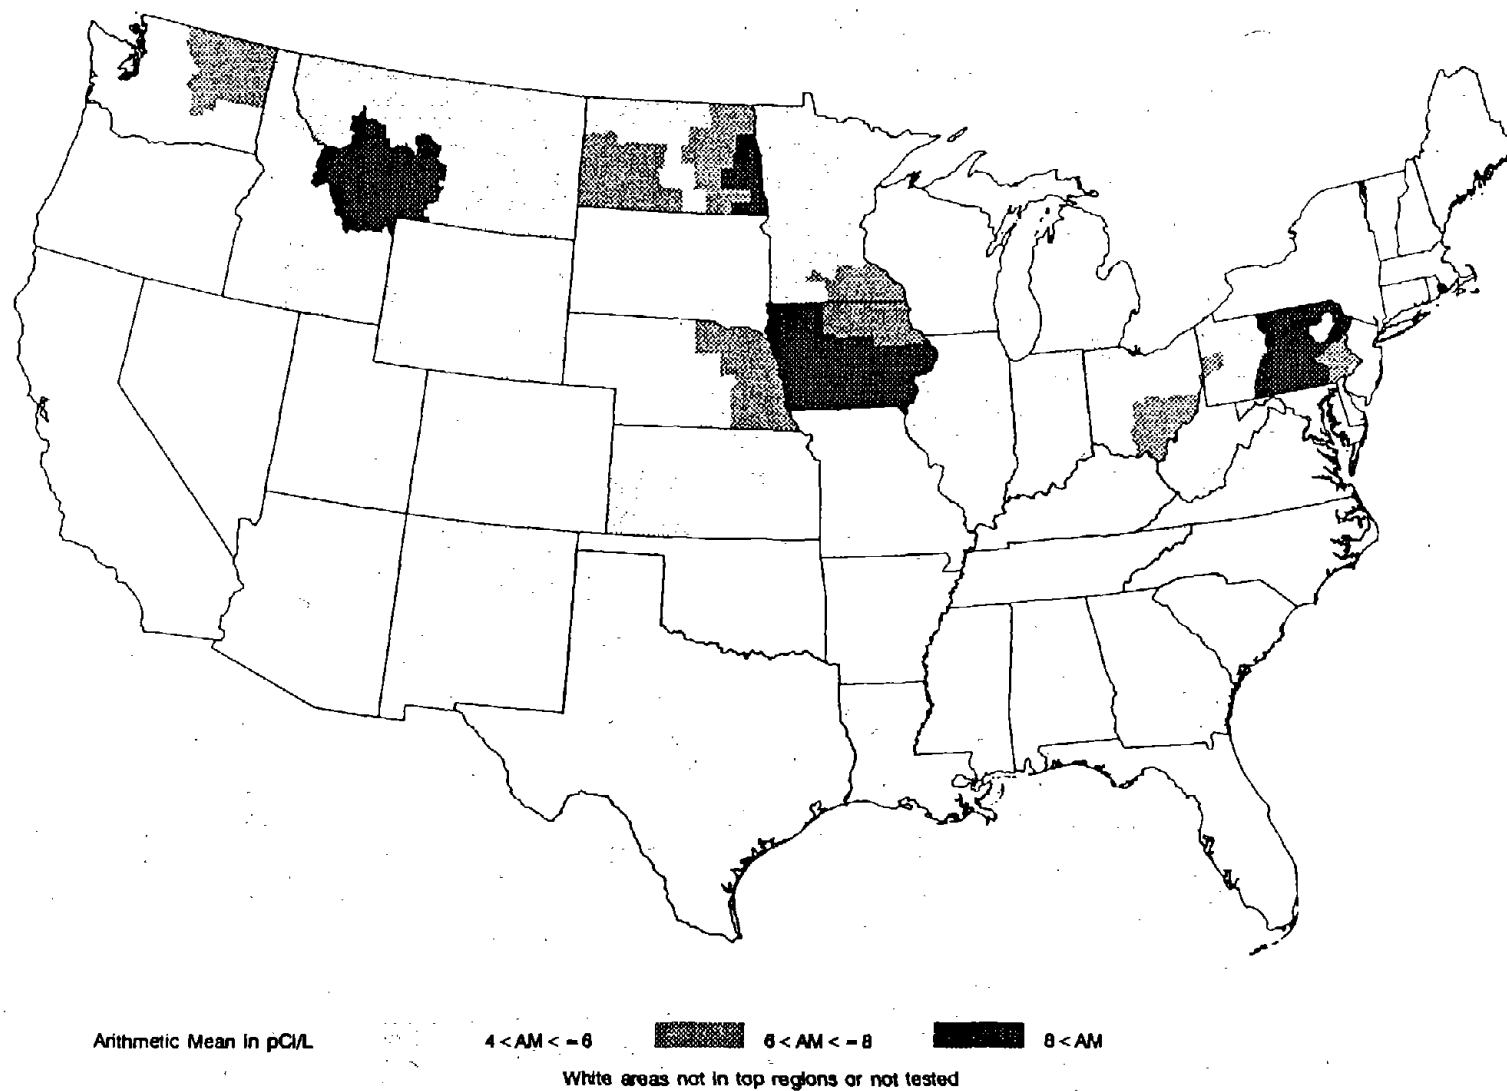 Arithmetic Mean in pCi/L 4 < AM < = 6 6 < AM < = 8 8 < AM
White areas not in top regions or not tested